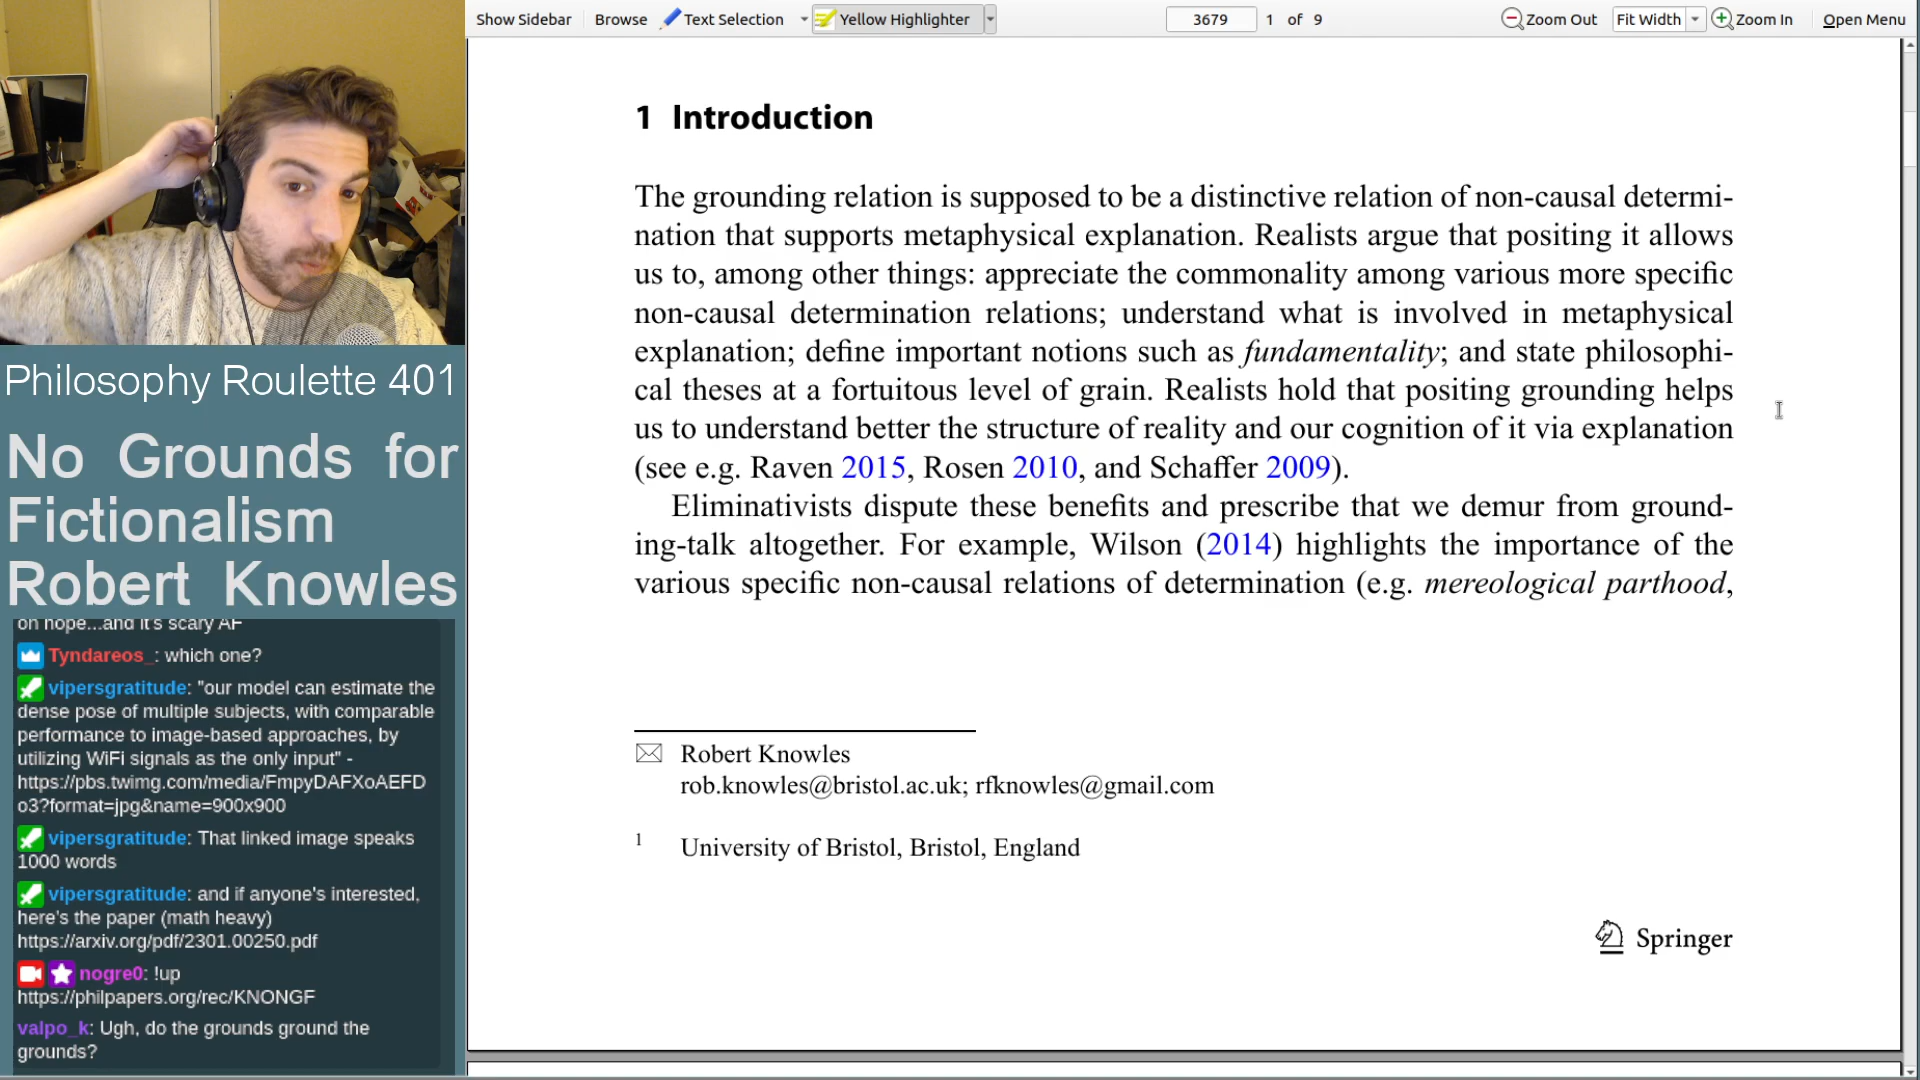 Show Sidebar Browse Text Selection Yellow Highlighter 3679 1 of 9 Zoom Out Fit Width Zoom In Open Menu
1 Introduction
The grounding relation is supposed to be a distinctive relation of non-causal determi-
nation that supports metaphysical explanation. Realists argue that positing it allows
us to, among other things: appreciate the commonality among various more specific
non-causal determination relations; understand what is involved in metaphysical
explanation; define important notions such as fundamentality; and state philosophi-
cal theses at a fortuitous level of grain. Realists hold that positing grounding helps
us to understand better the structure of reality and our cognition of it via explanation
(see e.g. Raven 2015, Rosen 2010, and Schaffer 2009).
Eliminativists dispute these benefits and prescribe that we demur from ground-
ing-talk altogether. For example, Wilson (2014) highlights the importance of the
various specific non-causal relations of determination (e.g. mereological parthood,
Robert Knowles
rob.knowles@bristol.ac.uk; rfknowles@gmail.com
1 University of Bristol, Bristol, England
Springer
Philosophy Roulette 401
No Grounds for
Fictionalism
Robert Knowles
on hope...and it's scary AF
Tyndareos_: which one?
vipersgratitude: "our model can estimate the
dense pose of multiple subjects, with comparable
performance to image-based approaches, by
utilizing WiFi signals as the only input" -
https://pbs.twimg.com/media/FmpyDAFXoAEFD
o3?format=jpg&name=900x900
vipersgratitude: That linked image speaks
1000 words
vipersgratitude: and if anyone's interested,
here's the paper (math heavy)
https://arxiv.org/pdf/2301.00250.pdf
nogre0: !up
https://philpapers.org/rec/KNONGF
valpo_k: Ugh, do the grounds ground the
grounds?